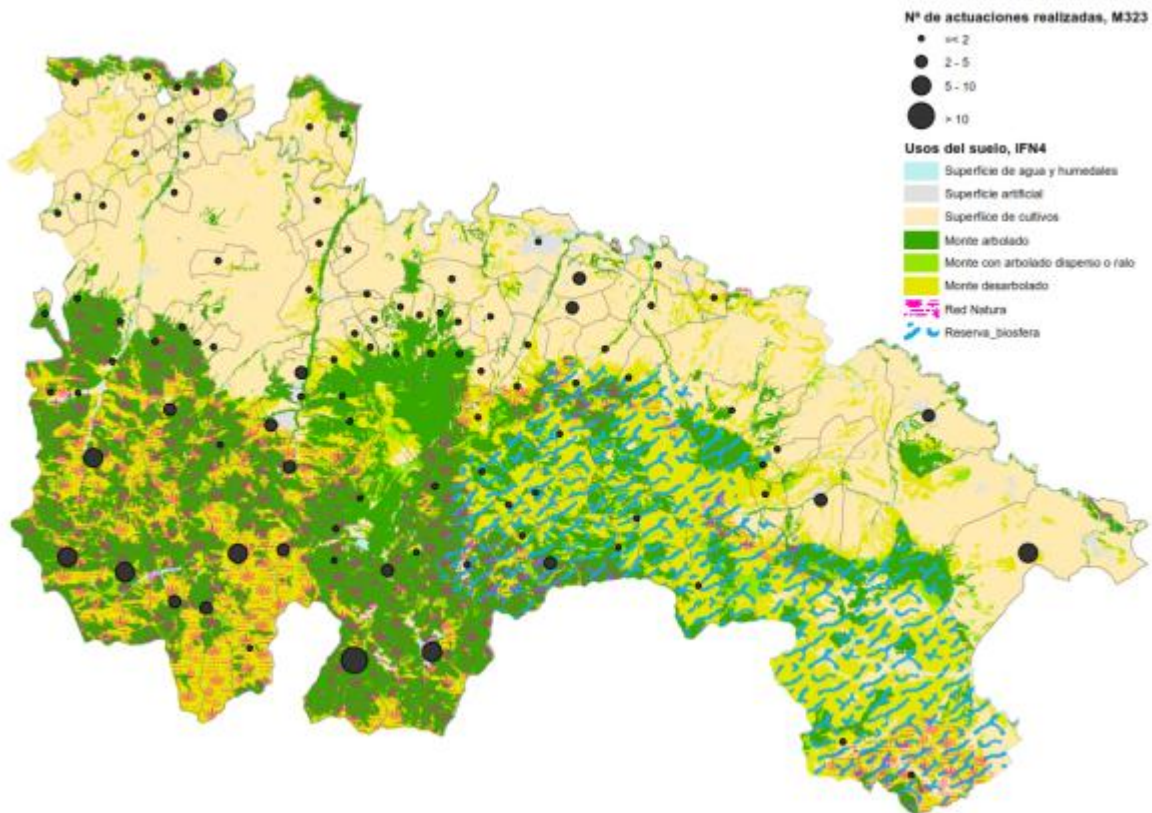 Nº de actuaciones realizadas, M323
=< 2
2 - 5
5 - 10
> 10
Usos del suelo, IFN4
Superficie de agua y humedales
Superficie artificial
Superficie de cultivos
Monte arbolado
Monte con arbolado disperso o ralo
Monte desarbolado
Red Natura
Reserva_biosfera